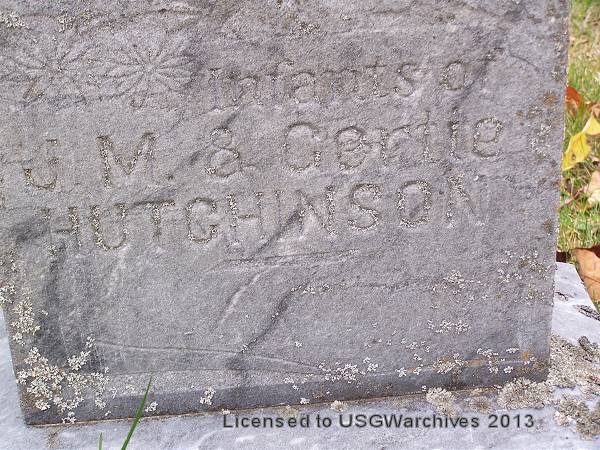 Infants of
J. M. & Gertie
HUTCHINSON
Licensed to USGWarchives 2013